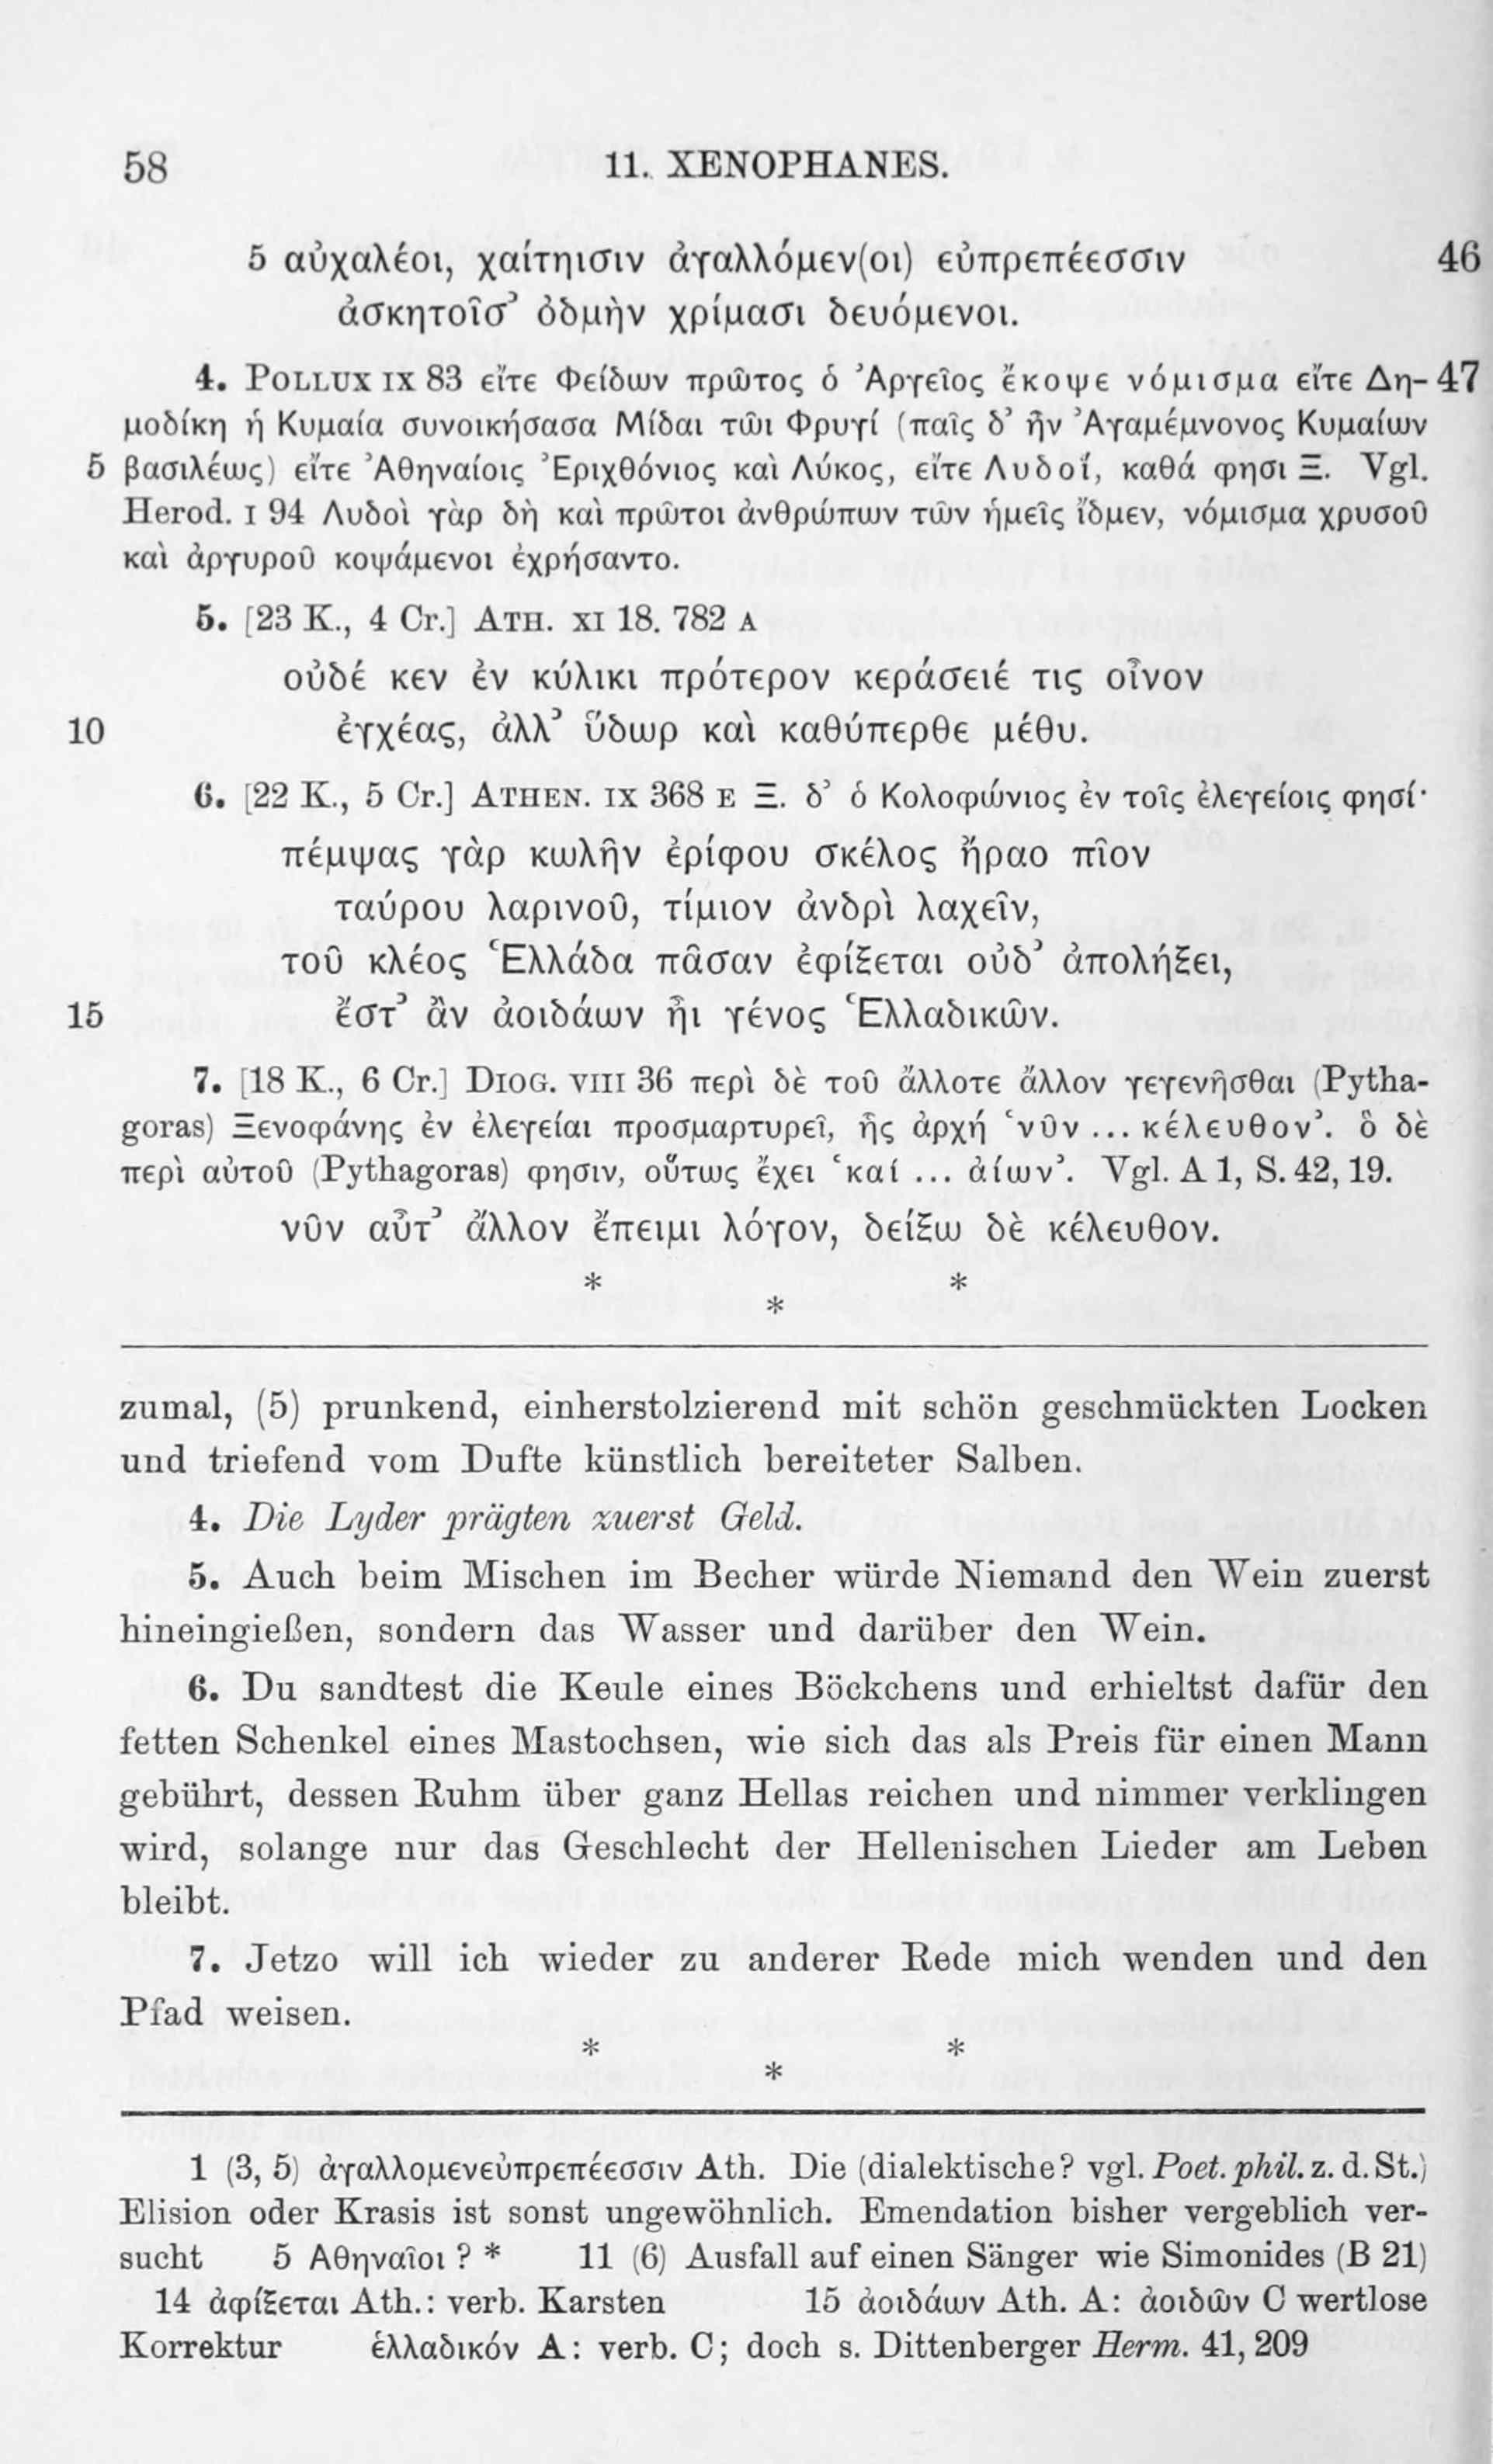 58 11. XENOPHANES.
5 αὐχαλέοι, χαίτηισιν ἀγαλλόμεν(οι) εὐπρεπέεσσιν 46
ἀσκητοῖσ’ ὀδμὴν χρίμασι δευόμενοι.
4. POLLUX IX 83 εἴτε Φείδων πρῶτος ὁ Ἀργεῖος ἔκοψε νόμισμα εἴτε Δη- 47
μοδίκη ἡ Κυμαία συνοικήσασα Μίδαι τῶι Φρυγί (παῖς δ’ ἦν Ἀγαμέμνονος Κυμαίων
5 βασιλέως) εἴτε Ἀθηναίοις Ἐριχθόνιος καὶ Λύκος, εἴτε Λυδοί, καθά φησι Ξ. Vgl.
Herod. I 94 Λυδοὶ γὰρ δὴ καὶ πρῶτοι ἀνθρώπων τῶν ἡμεῖς ἴδμεν, νόμισμα χρυσοῦ
καὶ ἀργυροῦ κοψάμενοι ἐχρήσαντο.
5. [23 K., 4 Cr.] ATH. XI 18. 782 A
οὐδέ κεν ἐν κύλικι πρότερον κεράσειέ τις οἶνον
10 ἐγχέας, ἀλλ’ ὕδωρ καὶ καθύπερθε μέθυ.
6. [22 K., 5 Cr.] ATHEN. IX 368 E Ξ. δ’ ὁ Κολοφώνιος ἐν τοῖς ἐλεγείοις φησί·
πέμψας γὰρ κωλῆν ἐρίφου σκέλος ἤραο πῖον
ταύρου λαρινοῦ, τίμιον ἀνδρὶ λαχεῖν,
τοῦ κλέος Ἑλλάδα πᾶσαν ἐφίξεται οὐδ’ ἀπολήξει,
15 ἔστ’ ἂν ἀοιδάων ἦι γένος Ἑλλαδικῶν.
7. [18 K., 6 Cr.] DIOG. VIII 36 περὶ δὲ τοῦ ἄλλοτε ἄλλον γεγενῆσθαι (Pytha-
goras) Ξενοφάνης ἐν ἐλεγείαι προσμαρτυρεῖ, ἧς ἀρχή ‘νῦν ... κέλευθον’. ὃ δὲ
περὶ αὐτοῦ (Pythagoras) φησιν, οὕτως ἔχει ‘καί ... ἀίων’. Vgl. A 1, S. 42, 19.
νῦν αὖτ’ ἄλλον ἔπειμι λόγον, δείξω δὲ κέλευθον.
* *
*
zumal, (5) prunkend, einherstolzierend mit schön geschmückten Locken
und triefend vom Dufte künstlich bereiteter Salben.
4. Die Lyder prägten zuerst Geld.
5. Auch beim Mischen im Becher würde Niemand den Wein zuerst
hineingießen, sondern das Wasser und darüber den Wein.
6. Du sandtest die Keule eines Böckchens und erhieltst dafür den
fetten Schenkel eines Mastochsen, wie sich das als Preis für einen Mann
gebührt, dessen Ruhm über ganz Hellas reichen und nimmer verklingen
wird, solange nur das Geschlecht der Hellenischen Lieder am Leben
bleibt.
7. Jetzo will ich wieder zu anderer Rede mich wenden und den
Pfad weisen.
* *
*
1 (3, 5) ἀγαλλομενευὐπρεπέεσσιν Ath. Die (dialektische? vgl. Poet. phil. z. d. St.)
Elision oder Krasis ist sonst ungewöhnlich. Emendation bisher vergeblich ver-
sucht 5 Ἀθηναῖοι? * 11 (6) Ausfall auf einen Sänger wie Simonides (B 21)
14 ἀφίξεται Ath.: verb. Karsten 15 ἀοιδάων Ath. A: ἀοιδῶν C wertlose
Korrektur ἑλλαδικόν A: verb. C; doch s. Dittenberger Herm. 41, 209